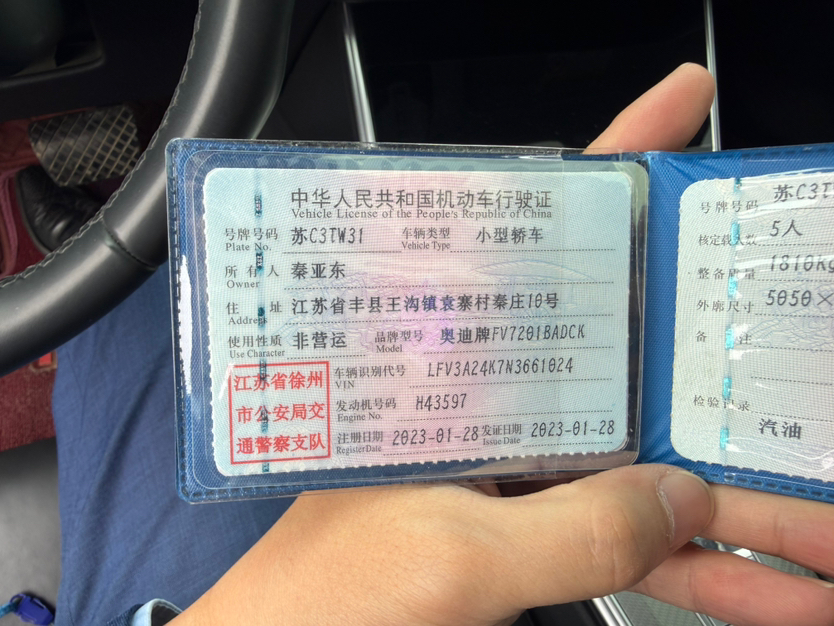 中华人民共和国机动车行驶证
Vehicle License of the People's Republic of China
号牌号码 苏C3TW31 车辆类型 小型轿车
Plate No. Vehicle Type
所有人 秦亚东
Owner
住址 江苏省丰县王沟镇袁寨村秦庄10号
Address
使用性质 非营运 品牌型号 奥迪牌FV7201BADCK
Use Character Model
车辆识别代号 LFV3A24K7N3661024
VIN
发动机号码 H43597
Engine No.
注册日期 2023-01-28 发证日期 2023-01-28
Register Date Issue Date
江苏省徐州
市公安局交
通警察支队
号牌号码 苏C3T
核定载人数 5人
整备质量 1810Kg
外廓尺寸 5050×
备注
检验记录
汽油